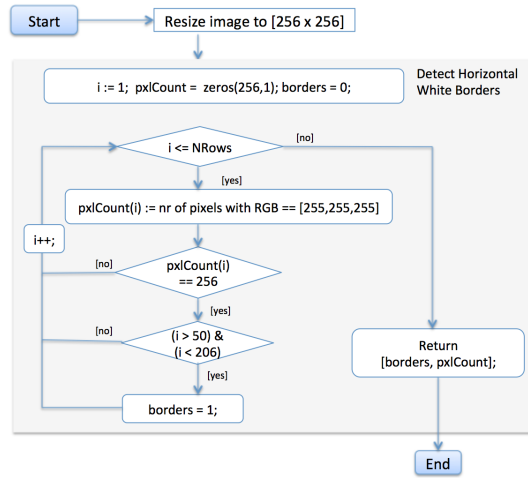 Start
Resize image to [256 x 256]
Detect Horizontal
White Borders
i := 1; pxlCount = zeros(256,1); borders = 0;
i <= NRows
[no]
[yes]
pxlCount(i) := nr of pixels with RGB == [255,255,255]
i++;
[no]
pxlCount(i)
== 256
[yes]
[no]
(i > 50) &
(i < 206)
[yes]
borders = 1;
Return
[borders, pxlCount];
End